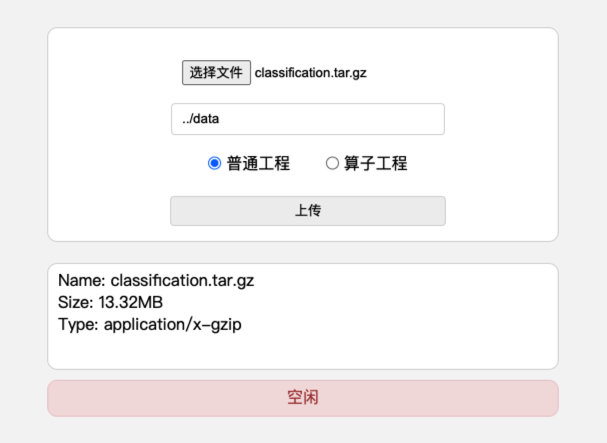 选择文件 classification.tar.gz
../data
普通工程 算子工程
上传
Name: classification.tar.gz
Size: 13.32MB
Type: application/x-gzip
空闲